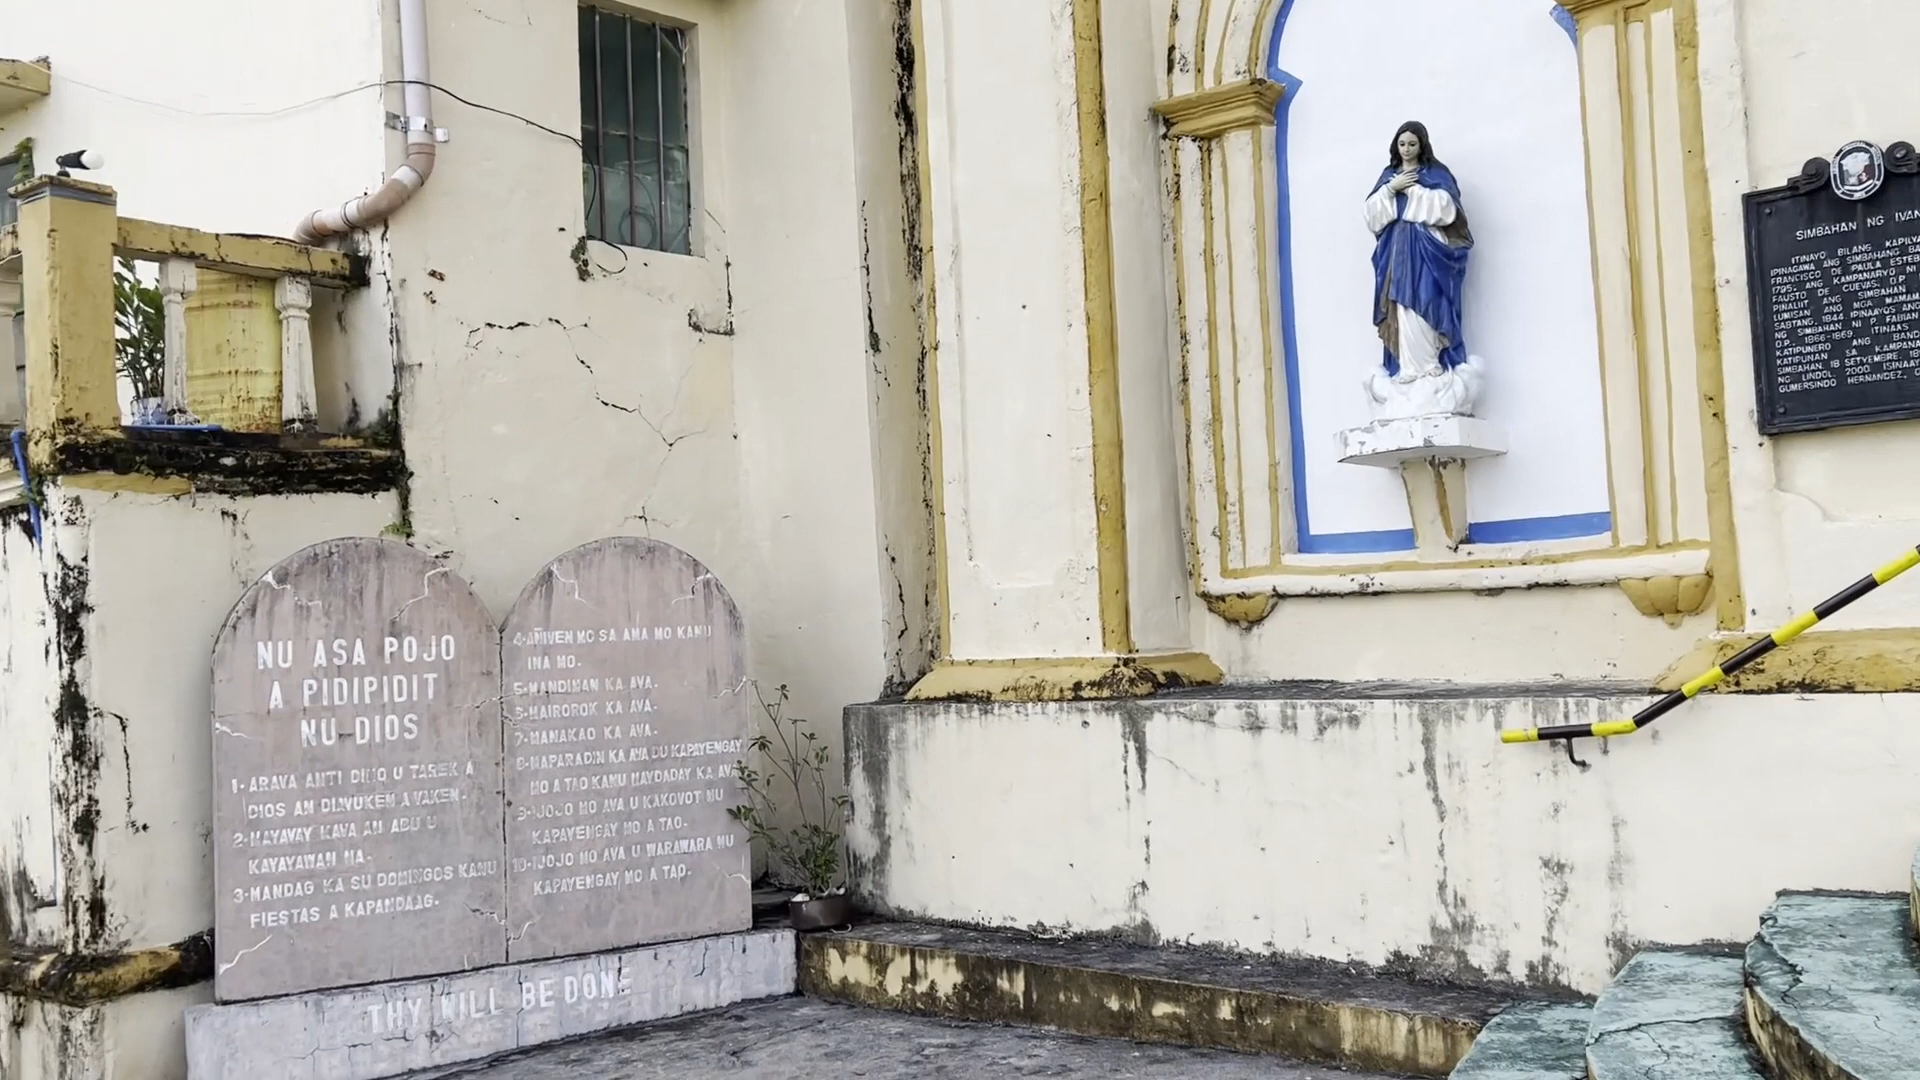 NU ASA POJO
A PIDIPIDIT
NU DIOS
1-ARAVA ANTI DINO U TAREK A
DIOS AN DIAVUKEN A VAKEN.
2-NAYAVAY KAVA AN ABU U
KAYAYAWAN NA.
3-MANDAG KA SU DOMINGOS KANU
FIESTAS A KAPANDAAG.
4-AÑIVEN MO SA AMA MO KANU
INA MO.
5-MANDIMAN KA AVA.
6-MAIROROK KA AVA.
7-MANAKAO KA AVA.
8-MAPARADIN KA AVA DU KAPAYENGAY
MO A TAO KANU MAYDADAY KA AVA
9-IJOJO MO AVA U KAKOVOT NU
KAPAYENGAY MO A TAO.
10-IJOJO MO AVA U WARAWARA NU
KAPAYENGAY MO A TAO.
THY WILL BE DONE
SIMBAHAN NG IVAN
ITINAYO BILANG KAPILYA
IPINAGAWA ANG SIMBAHANG BA
FRANCISCO DE PAULA ESTEB
1795. ANG KAMPANARYO NI
FAUSTO DE CUEVAS, O.P.
PINALIIT ANG SIMBAHAN
LUMISAN ANG MGA MAMAM
SABTANG, 1844. IPINAAYOS ANG
NG SIMBAHAN NI P. FABIAN
O.P., 1866-1869. ITINAAS
KATIPUNERO ANG BANDI
KATIPUNAN SA KAMPANA
SIMBAHAN, 18 SETYEMBRE, 189
NG LINDOL, 2000. ISINAAY
GUMERSINDO HERNANDEZ, O